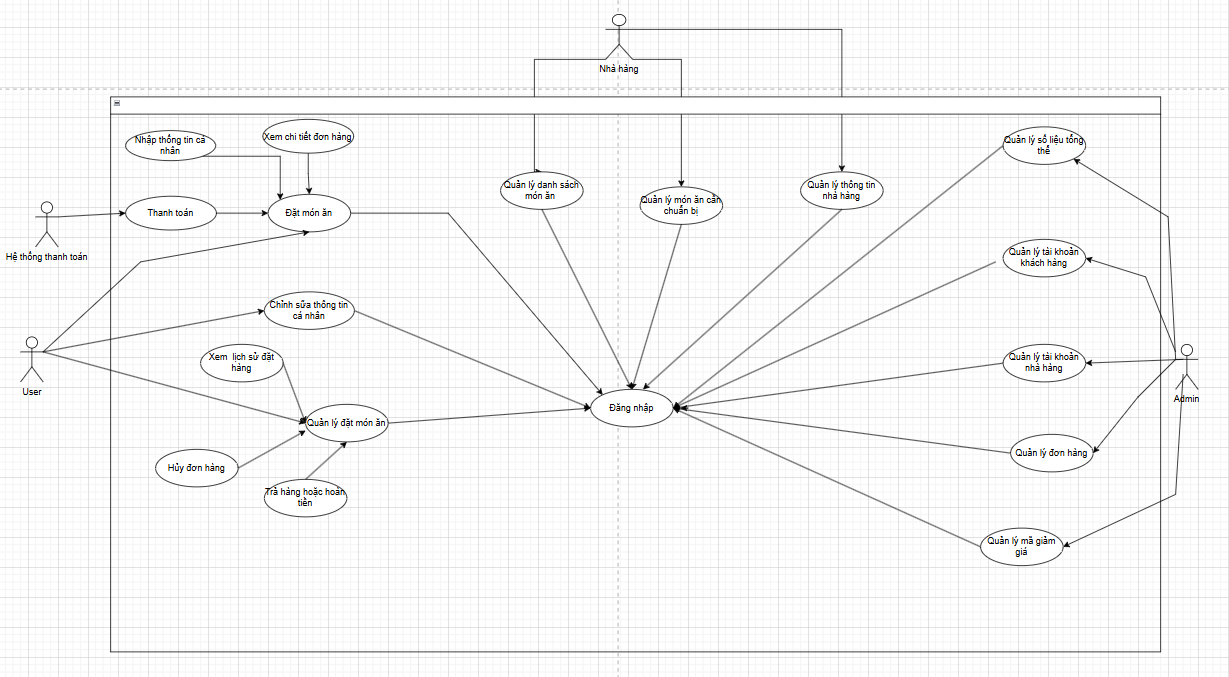 Nhà hàng
Nhập thông tin cá
nhân
Xem chi tiết đơn hàng
Quản lý số liệu tổng
thể
Quản lý danh sách
món ăn
Quản lý món ăn cần
chuẩn bị
Quản lý thông tin
nhà hàng
Thanh toán
Đặt món ăn
Hệ thống thanh toán
Quản lý tài khoản
khách hàng
Chỉnh sửa thông tin
cá nhân
Xem lịch sử đặt
hàng
Quản lý tài khoản
nhà hàng
User
Admin
Đăng nhập
Quản lý đặt món ăn
Quản lý đơn hàng
Hủy đơn hàng
Trả hàng hoặc hoàn
tiền
Quản lý mã giảm
giá